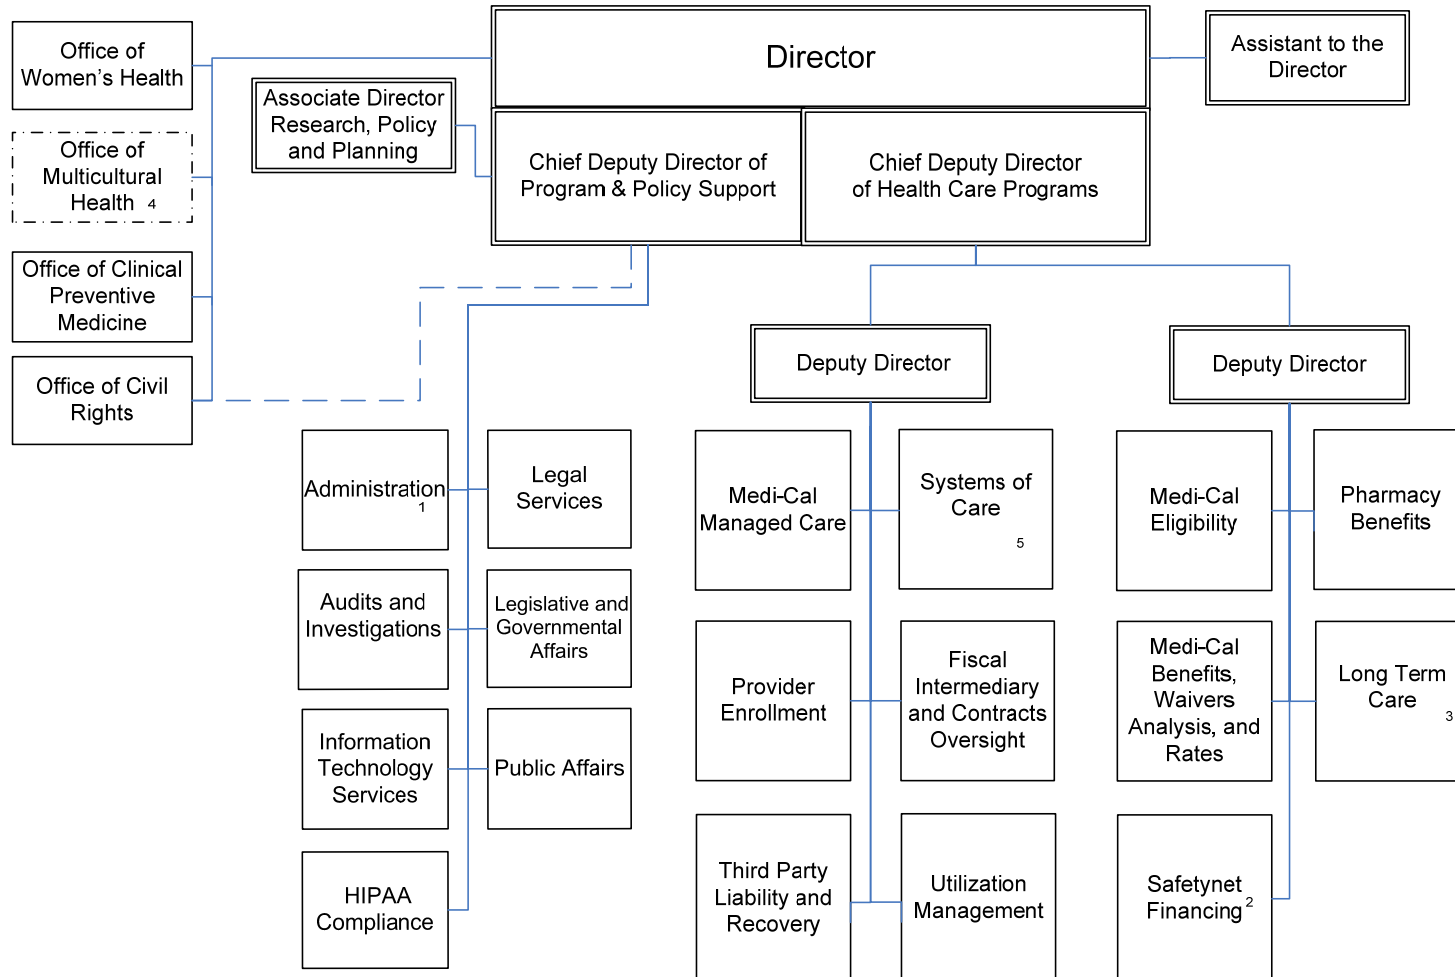 Director
Assistant to the
Director
Office of
Women's Health
Associate Director
Research, Policy
and Planning
Chief Deputy Director of
Program & Policy Support
Chief Deputy Director
of Health Care Programs
Office of
Multicultural
Health 4
Office of Clinical
Preventive
Medicine
Office of Civil
Rights
Deputy Director
Deputy Director
Administration
1
Legal
Services
Audits and
Investigations
Legislative and
Governmental
Affairs
Information
Technology
Services
Public Affairs
HIPAA
Compliance
Medi-Cal
Managed Care
Systems of
Care
5
Provider
Enrollment
Fiscal
Intermediary
and Contracts
Oversight
Third Party
Liability and
Recovery
Utilization
Management
Medi-Cal
Eligibility
Pharmacy
Benefits
Medi-Cal
Benefits,
Waivers
Analysis, and
Rates
Long Term
Care
3
Safetynet
Financing 2